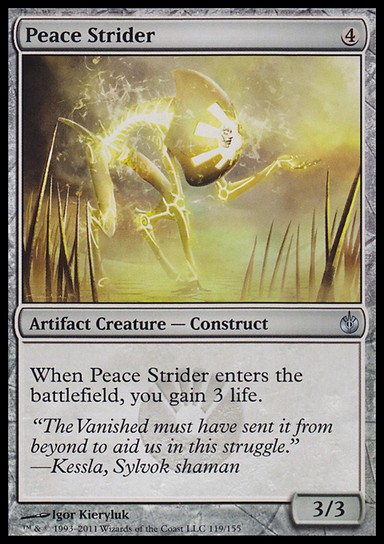 Peace Strider 4
Artifact Creature — Construct
When Peace Strider enters the
battlefield, you gain 3 life.
“The Vanished must have sent it from
beyond to aid us in this struggle.”
—Kessla, Sylvok shaman
3/3
Igor Kieryluk
™ & © 1993–2011 Wizards of the Coast LLC 119/155